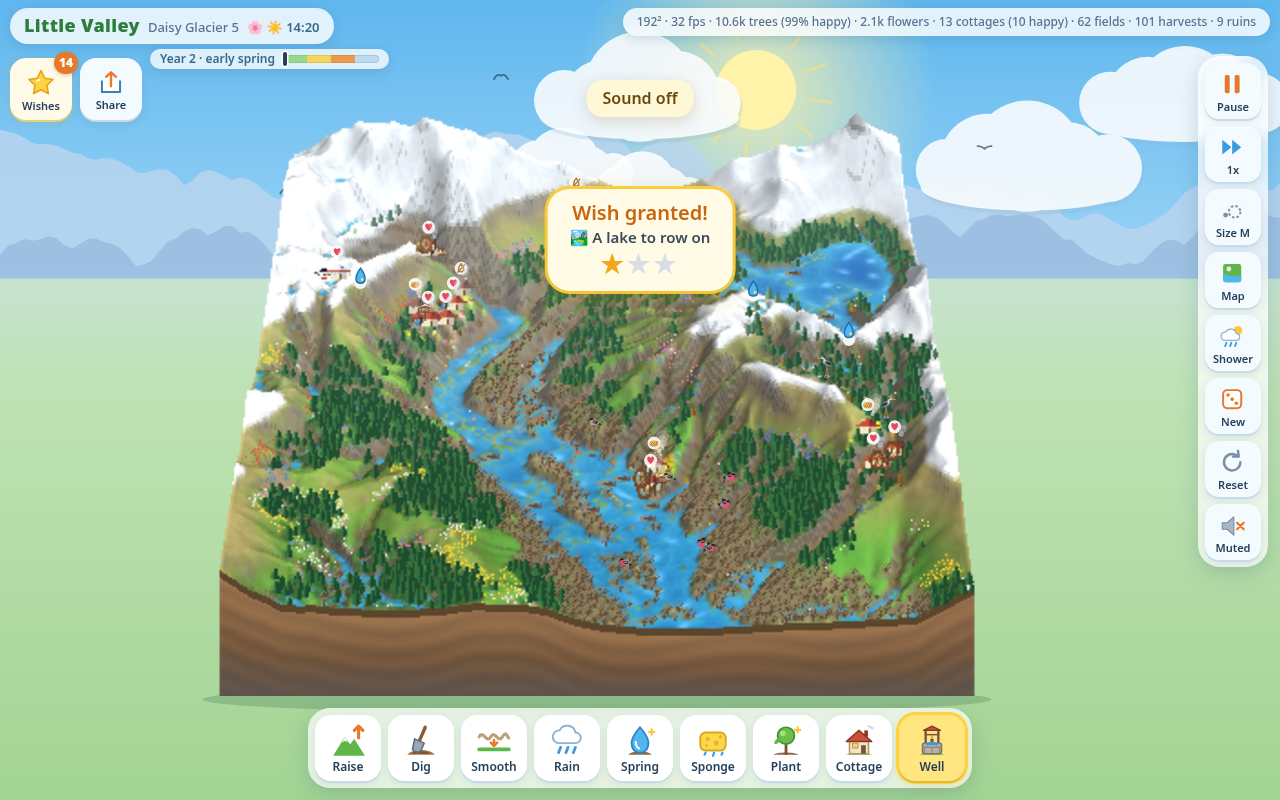 Little Valley Daisy Glacier 5 14:20
192² · 32 fps · 10.6k trees (99% happy) · 2.1k flowers · 13 cottages (10 happy) · 62 fields · 101 harvests · 9 ruins
Year 2 · early spring
14
Wishes
Share
Sound off
Wish granted!
A lake to row on
Pause
1x
Size M
Map
Shower
New
Reset
Muted
Raise
Dig
Smooth
Rain
Spring
Sponge
Plant
Cottage
Well